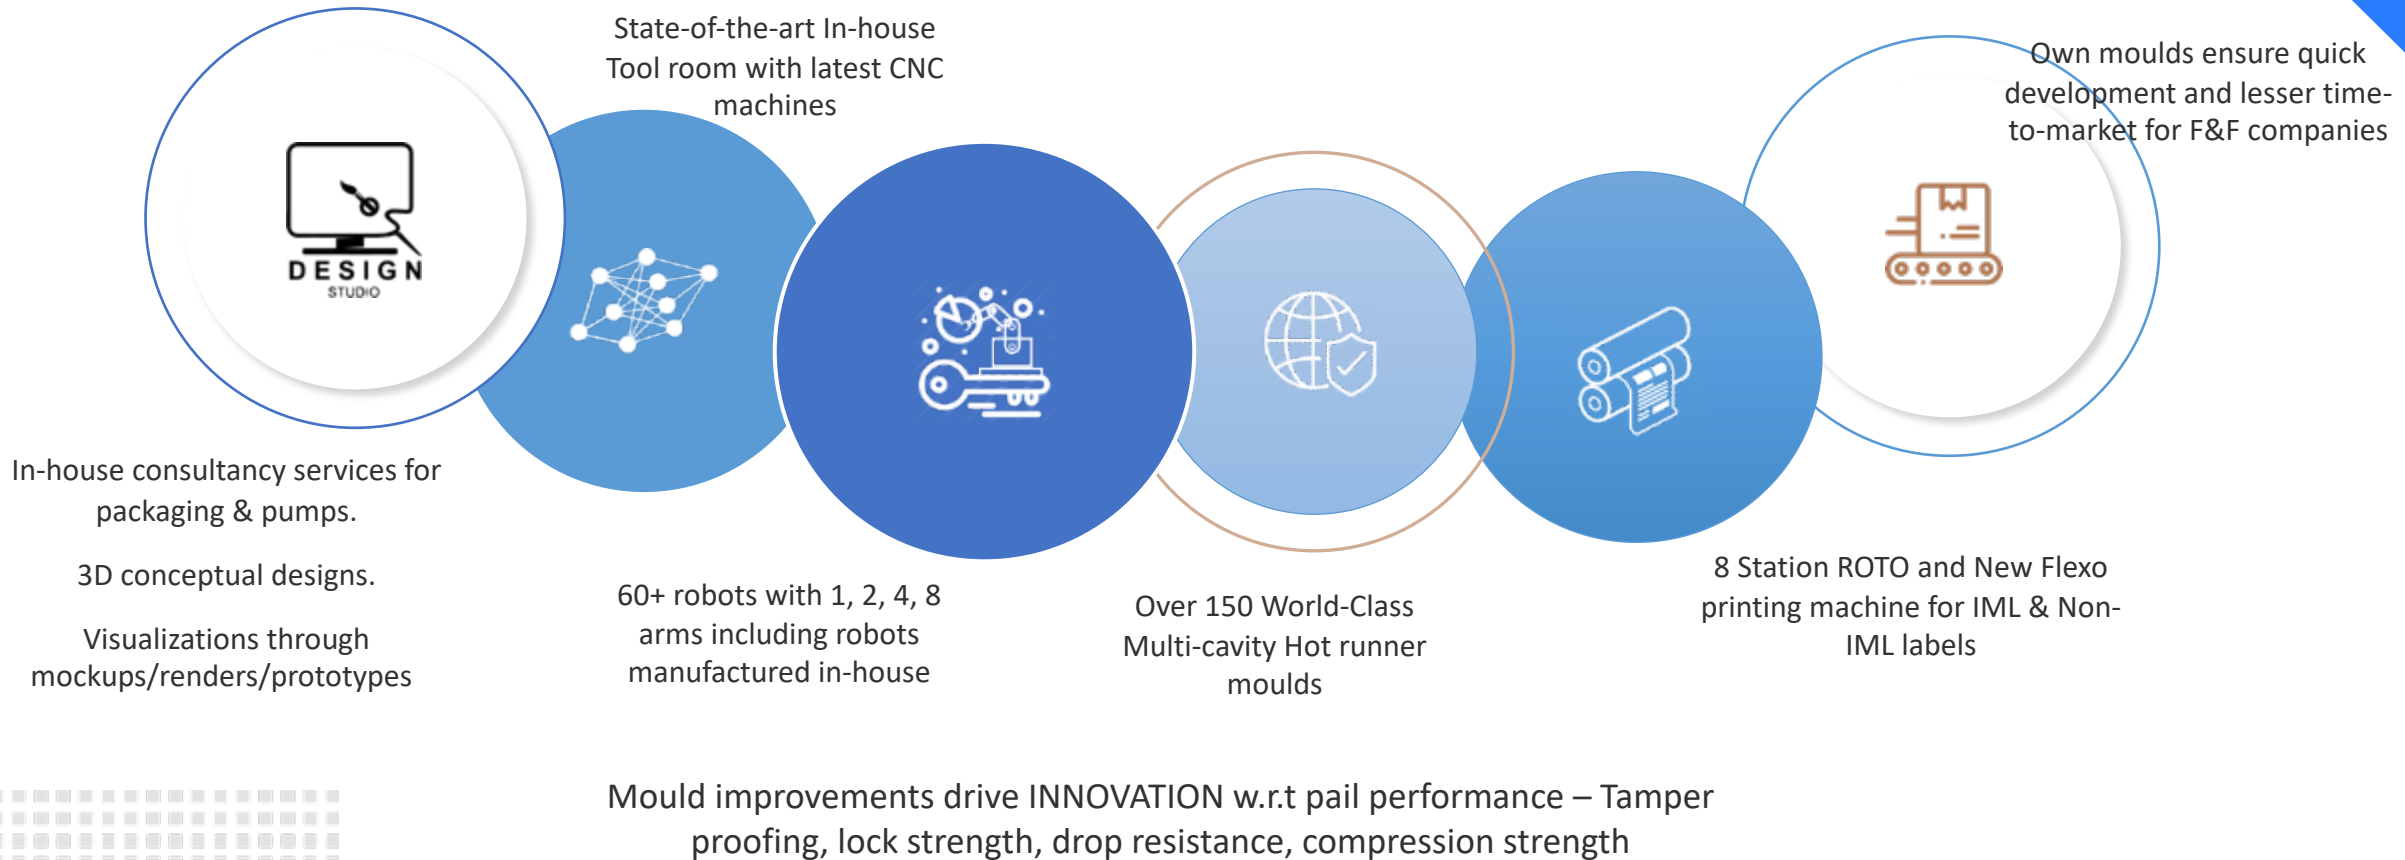 State-of-the-art In-house
Tool room with latest CNC
machines
Own moulds ensure quick
development and lesser time-
to-market for F&F companies
DESIGN
STUDIO
In-house consultancy services for
packaging & pumps.
3D conceptual designs.
Visualizations through
mockups/renders/prototypes
60+ robots with 1, 2, 4, 8
arms including robots
manufactured in-house
Over 150 World-Class
Multi-cavity Hot runner
moulds
8 Station ROTO and New Flexo
printing machine for IML & Non-
IML labels
Mould improvements drive INNOVATION w.r.t pail performance – Tamper
proofing, lock strength, drop resistance, compression strength